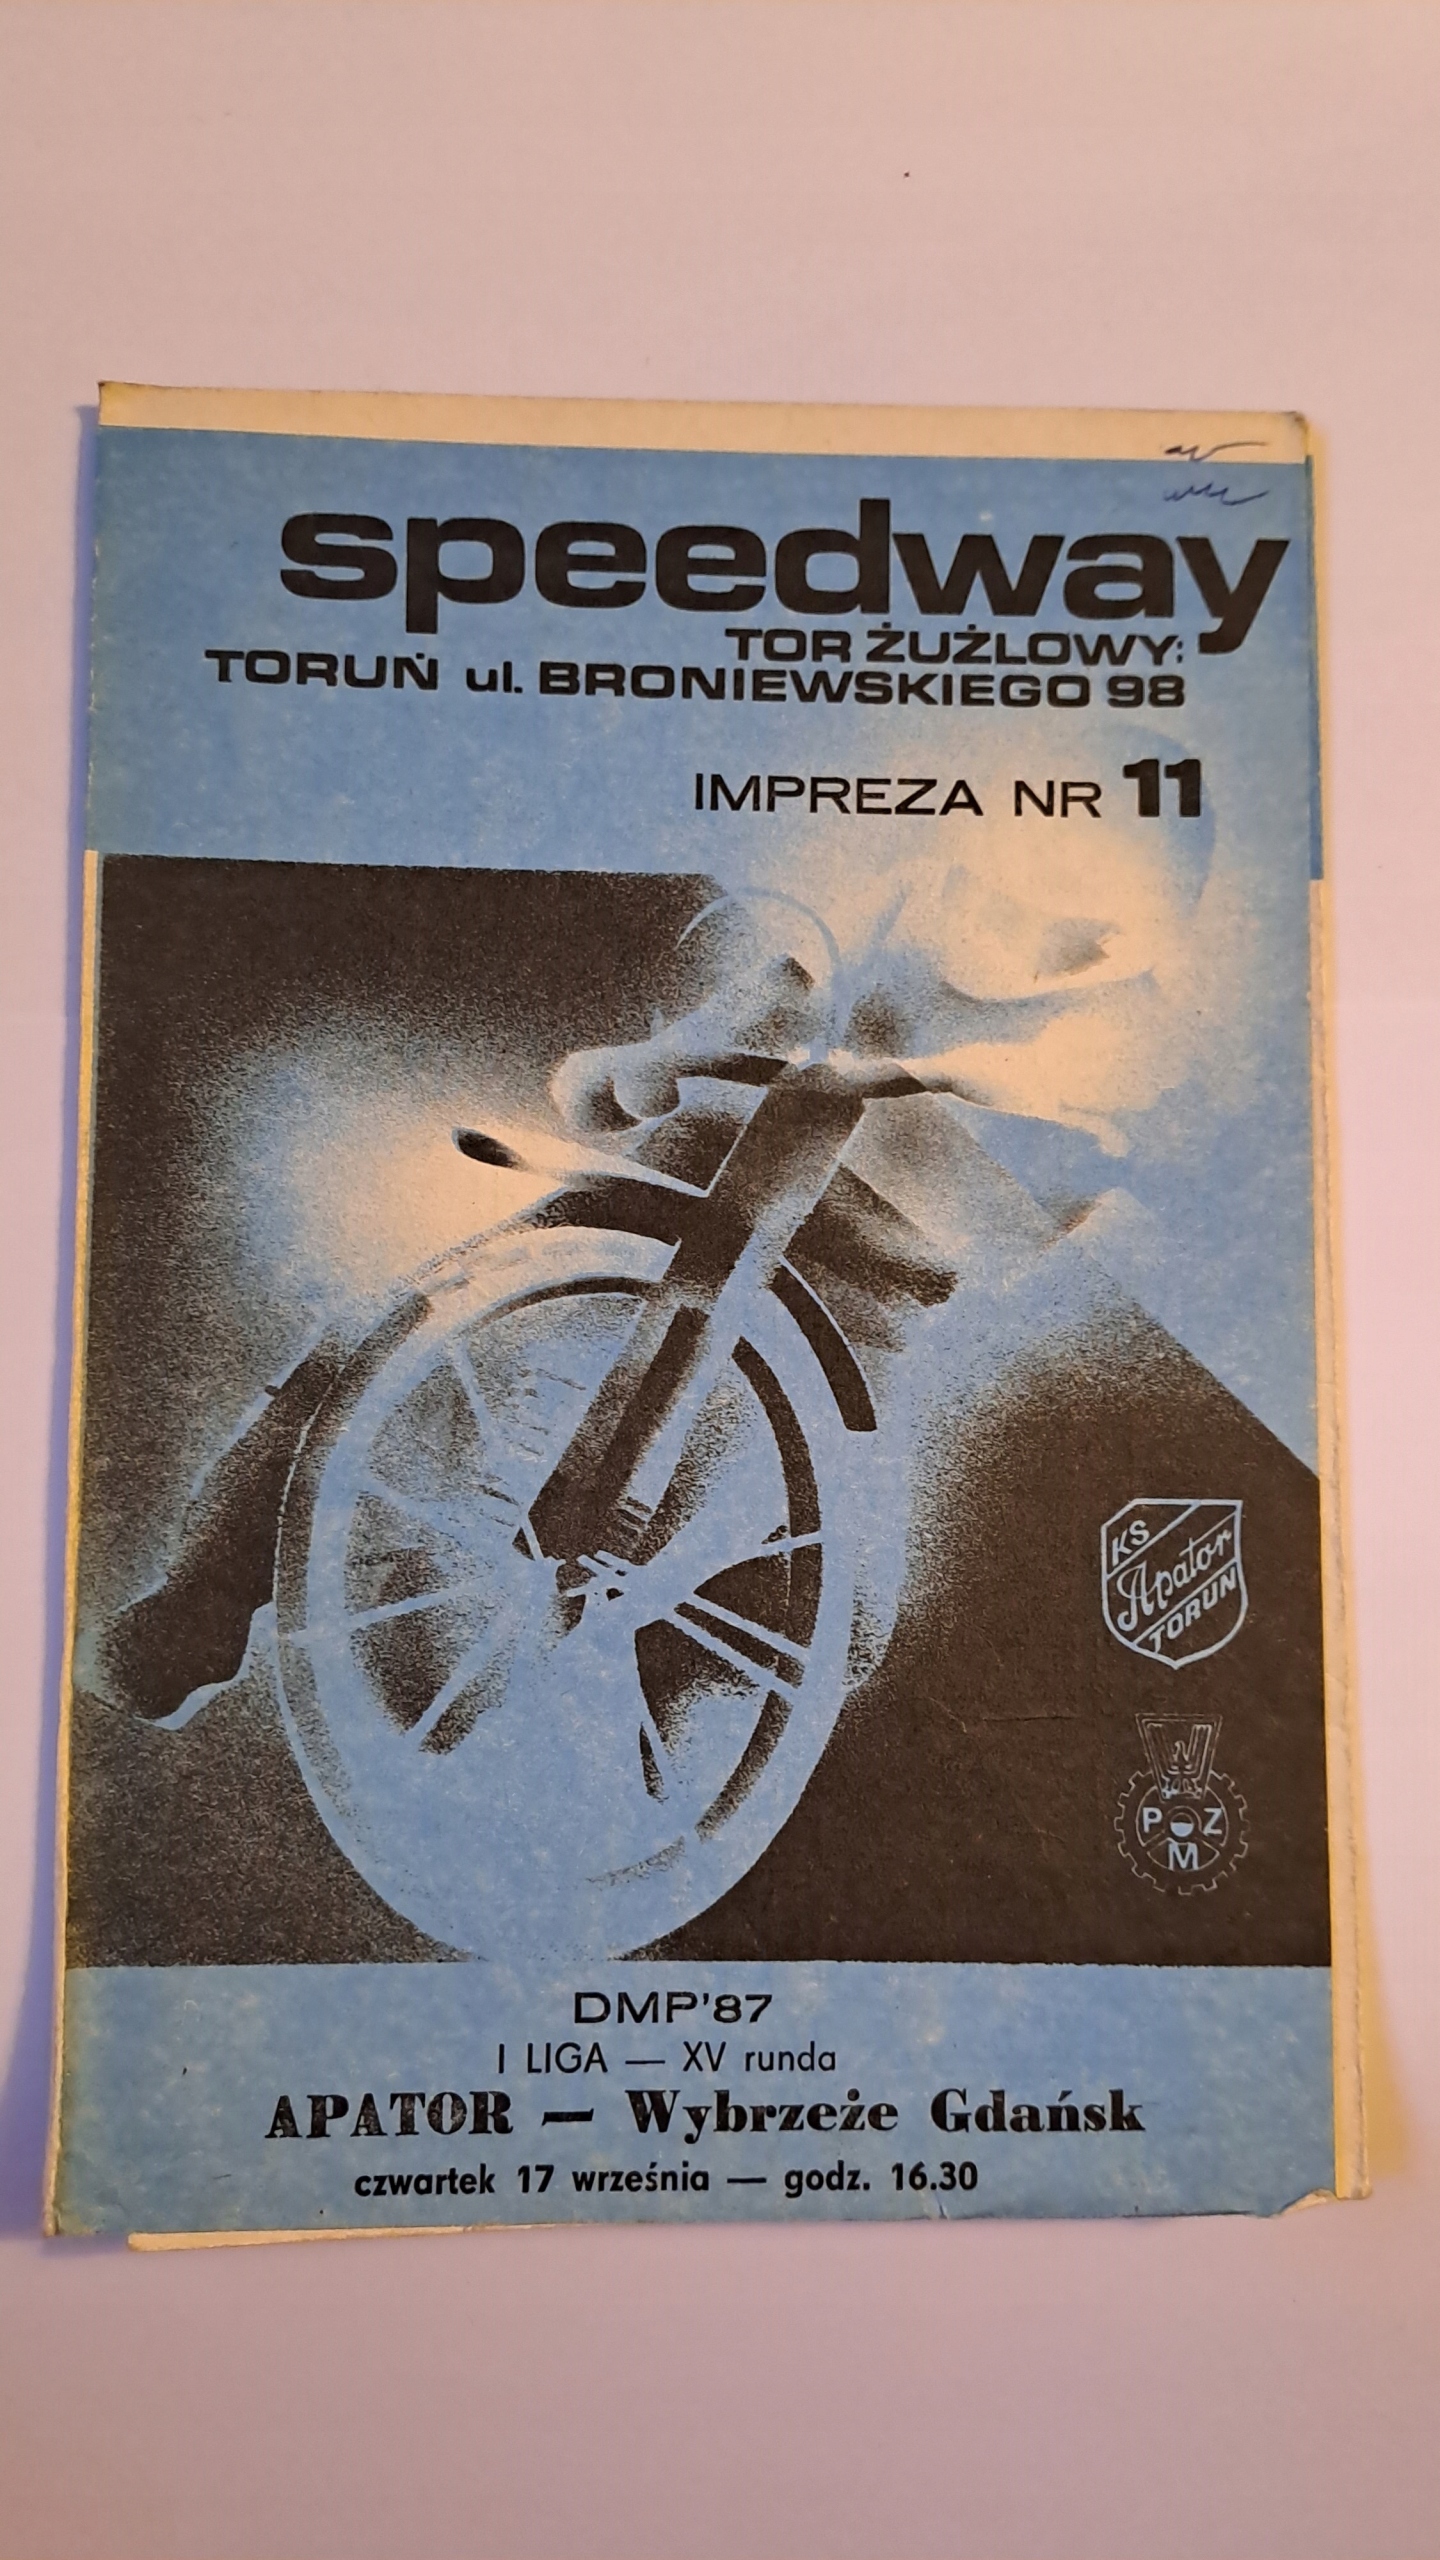 speedway
TOR ŻUŻLOWY:
TORUŃ ul. BRONIEWSKIEGO 98
IMPREZA NR 11
KS
Apator
TORUŃ
P Z
M
DMP'87
I LIGA — XV runda
APATOR — Wybrzeże Gdańsk
czwartek 17 września — godz. 16.30